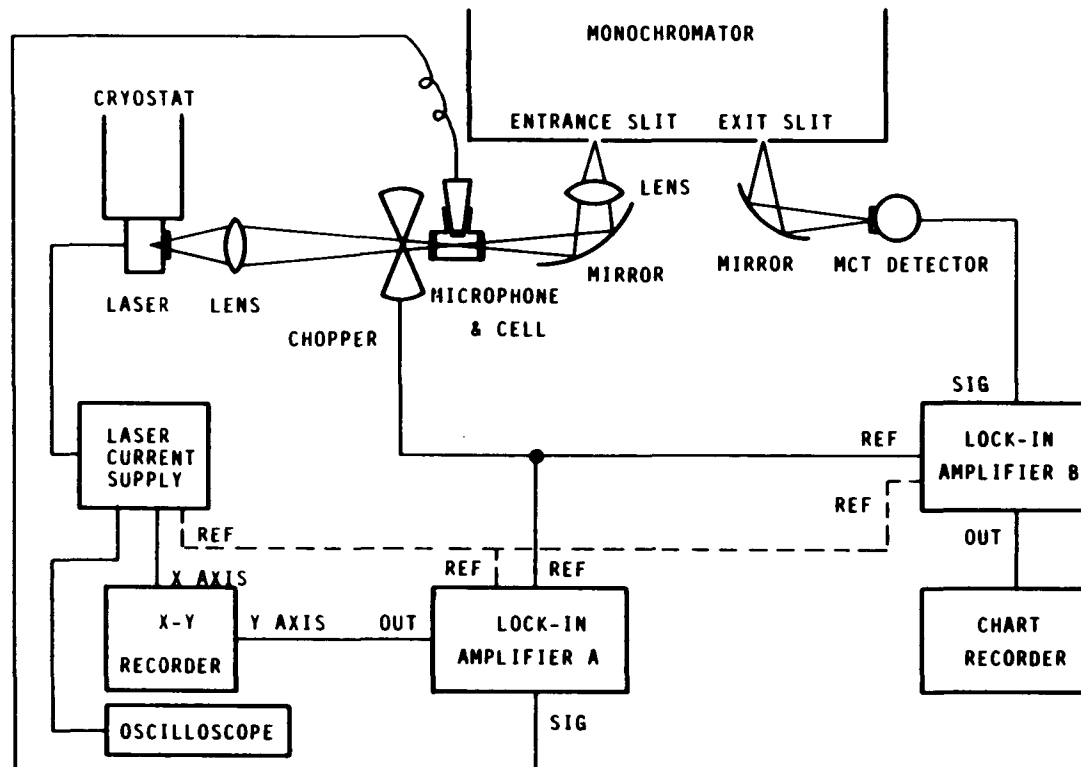 MONOCHROMATOR
CRYOSTAT
ENTRANCE SLIT
EXIT SLIT
LENS
MIRROR
MIRROR
MCT DETECTOR
LASER
LENS
MICROPHONE
& CELL
CHOPPER
SIG
LASER
CURRENT
SUPPLY
REF
LOCK-IN
AMPLIFIER B
REF
REF
OUT
X AXIS
REF
REF
X-Y
RECORDER
Y AXIS
OUT
LOCK-IN
AMPLIFIER A
CHART
RECORDER
SIG
OSCILLOSCOPE